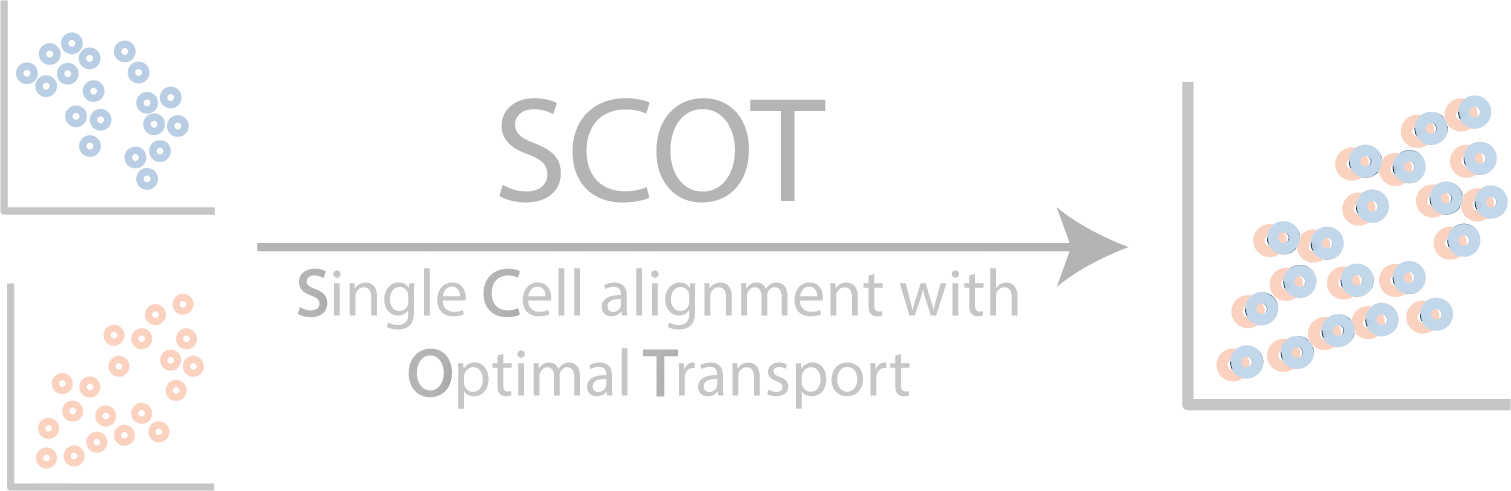 SCOT
Single Cell alignment with
Optimal Transport